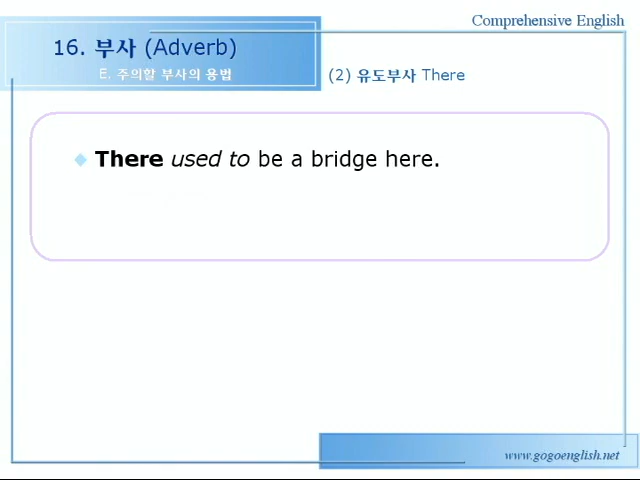 Comprehensive English
16. 부사 (Adverb)
E. 주의할 부사의 용법
(2) 유도부사 There
There used to be a bridge here.
www.gogoenglish.net